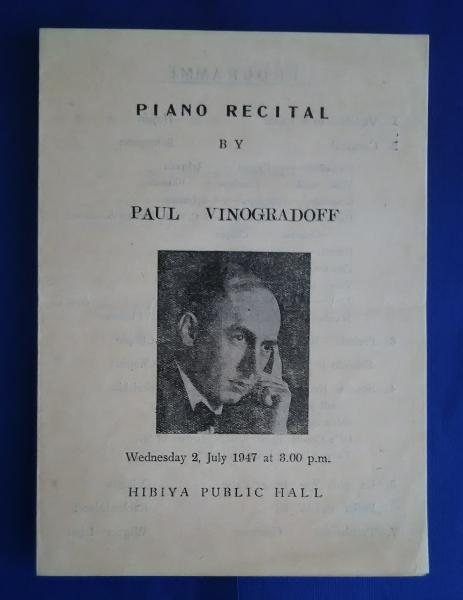 PIANO RECITAL
BY
PAUL VINOGRADOFF
Wednesday 2, July 1947 at 3.00 p.m.
HIBIYA PUBLIC HALL